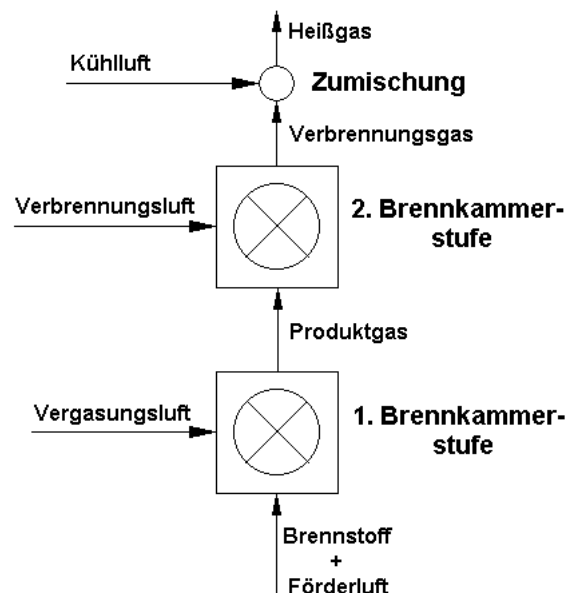 Heißgas
Kühlluft
Zumischung
Verbrennungsgas
Verbrennungsluft
2. Brennkammer-
stufe
Produktgas
Vergasungsluft
1. Brennkammer-
stufe
Brennstoff
+
Förderluft